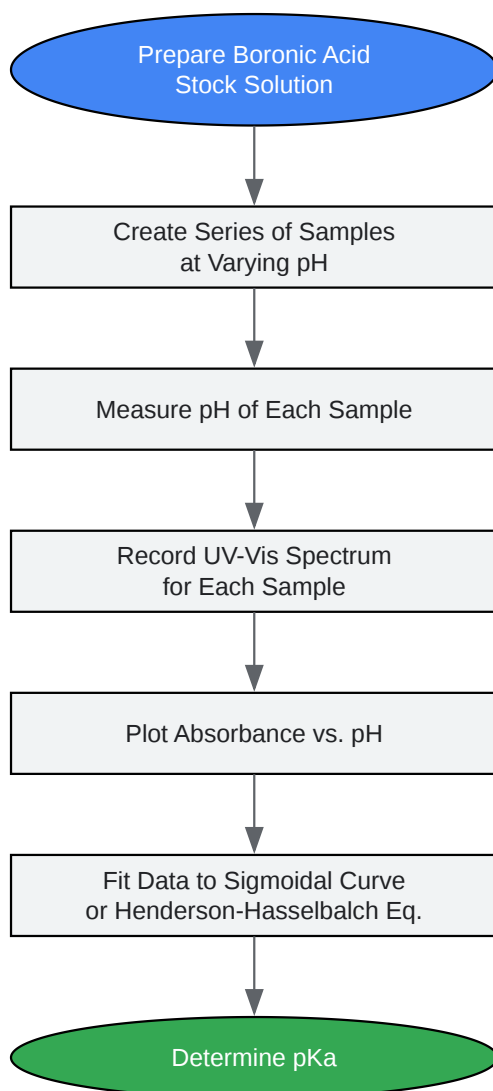 Prepare Boronic Acid
Stock Solution
Create Series of Samples
at Varying pH
Measure pH of Each Sample
Record UV-Vis Spectrum
for Each Sample
Plot Absorbance vs. pH
Fit Data to Sigmoidal Curve
or Henderson-Hasselbalch Eq.
Determine pKa